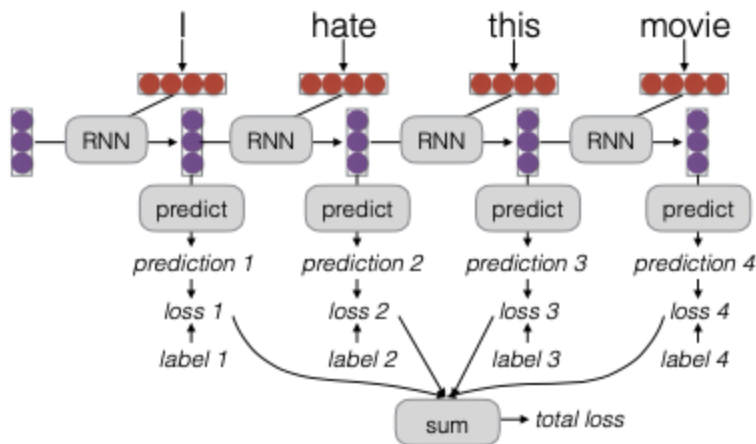 I hate this movie
RNN RNN RNN RNN
predict predict predict predict
prediction 1 prediction 2 prediction 3 prediction 4
loss 1 loss 2 loss 3 loss 4
label 1 label 2 label 3 label 4
sum total loss